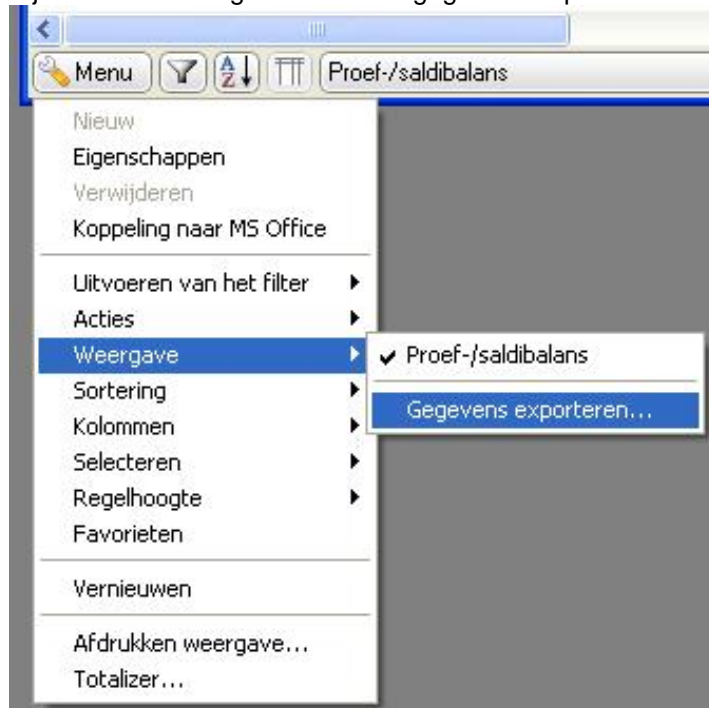 Menu Proef-/saldibalans
Nieuw
Eigenschappen
Verwijderen
Koppeling naar MS Office
Uitvoeren van het filter
Acties
Weergave
Proef-/saldibalans
Sortering
Gegevens exporteren...
Kolommen
Selecteren
Regelhoogte
Favorieten
Vernieuwen
Afdrukken weergave...
Totalizer...